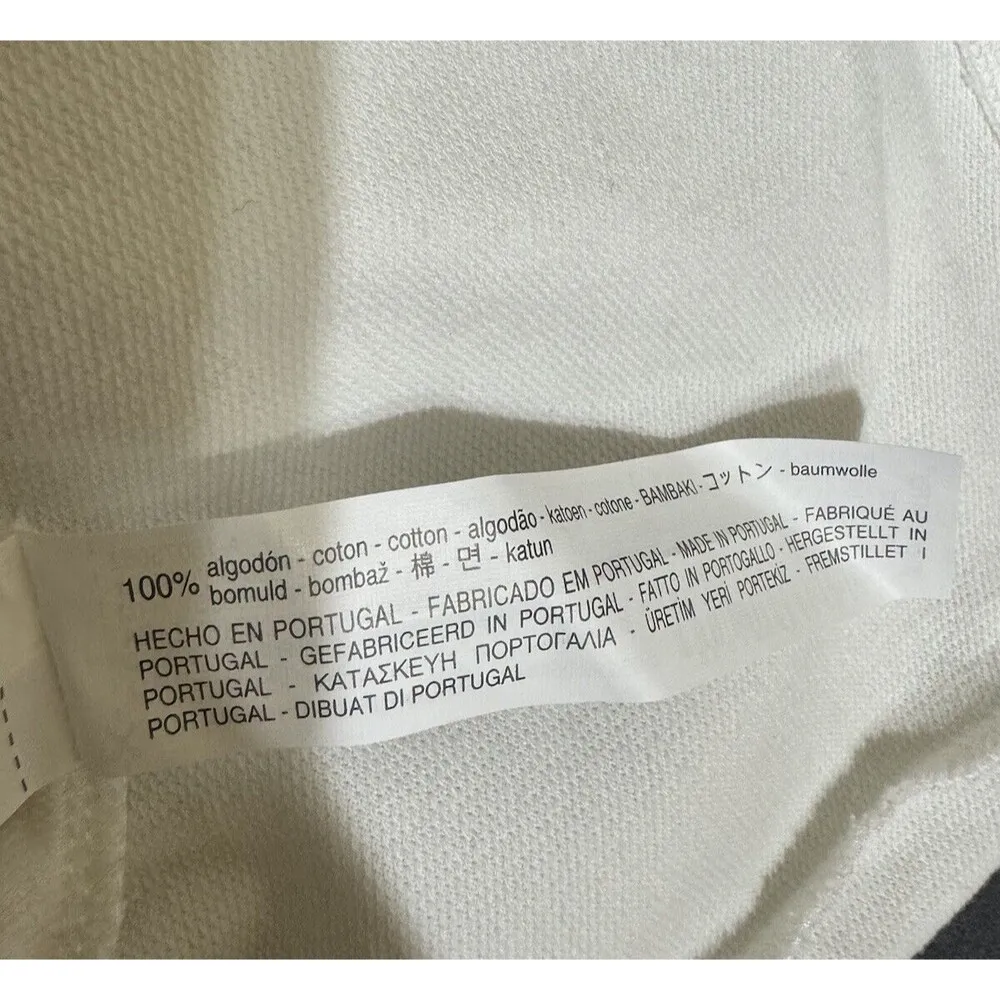 100% algodón - coton - cotton - algodão - katoen - cotone - BAMBAKI - コットン - baumwolle
bomuld - bombaž - 棉 - 면 - katun
HECHO EN PORTUGAL - FABRICADO EM PORTUGAL - MADE IN PORTUGAL - FABRIQUÉ AU
PORTUGAL - GEFABRICEERD IN PORTUGAL - FATTO IN PORTOGALLO - HERGESTELLT IN
PORTUGAL - ΚΑΤΑΣΚΕΥΗ ΠΟΡΤΟΓΑΛΙΑ - ÜRETIM YERİ PORTEKİZ - FREMSTILLET I
PORTUGAL - DIBUAT DI PORTUGAL